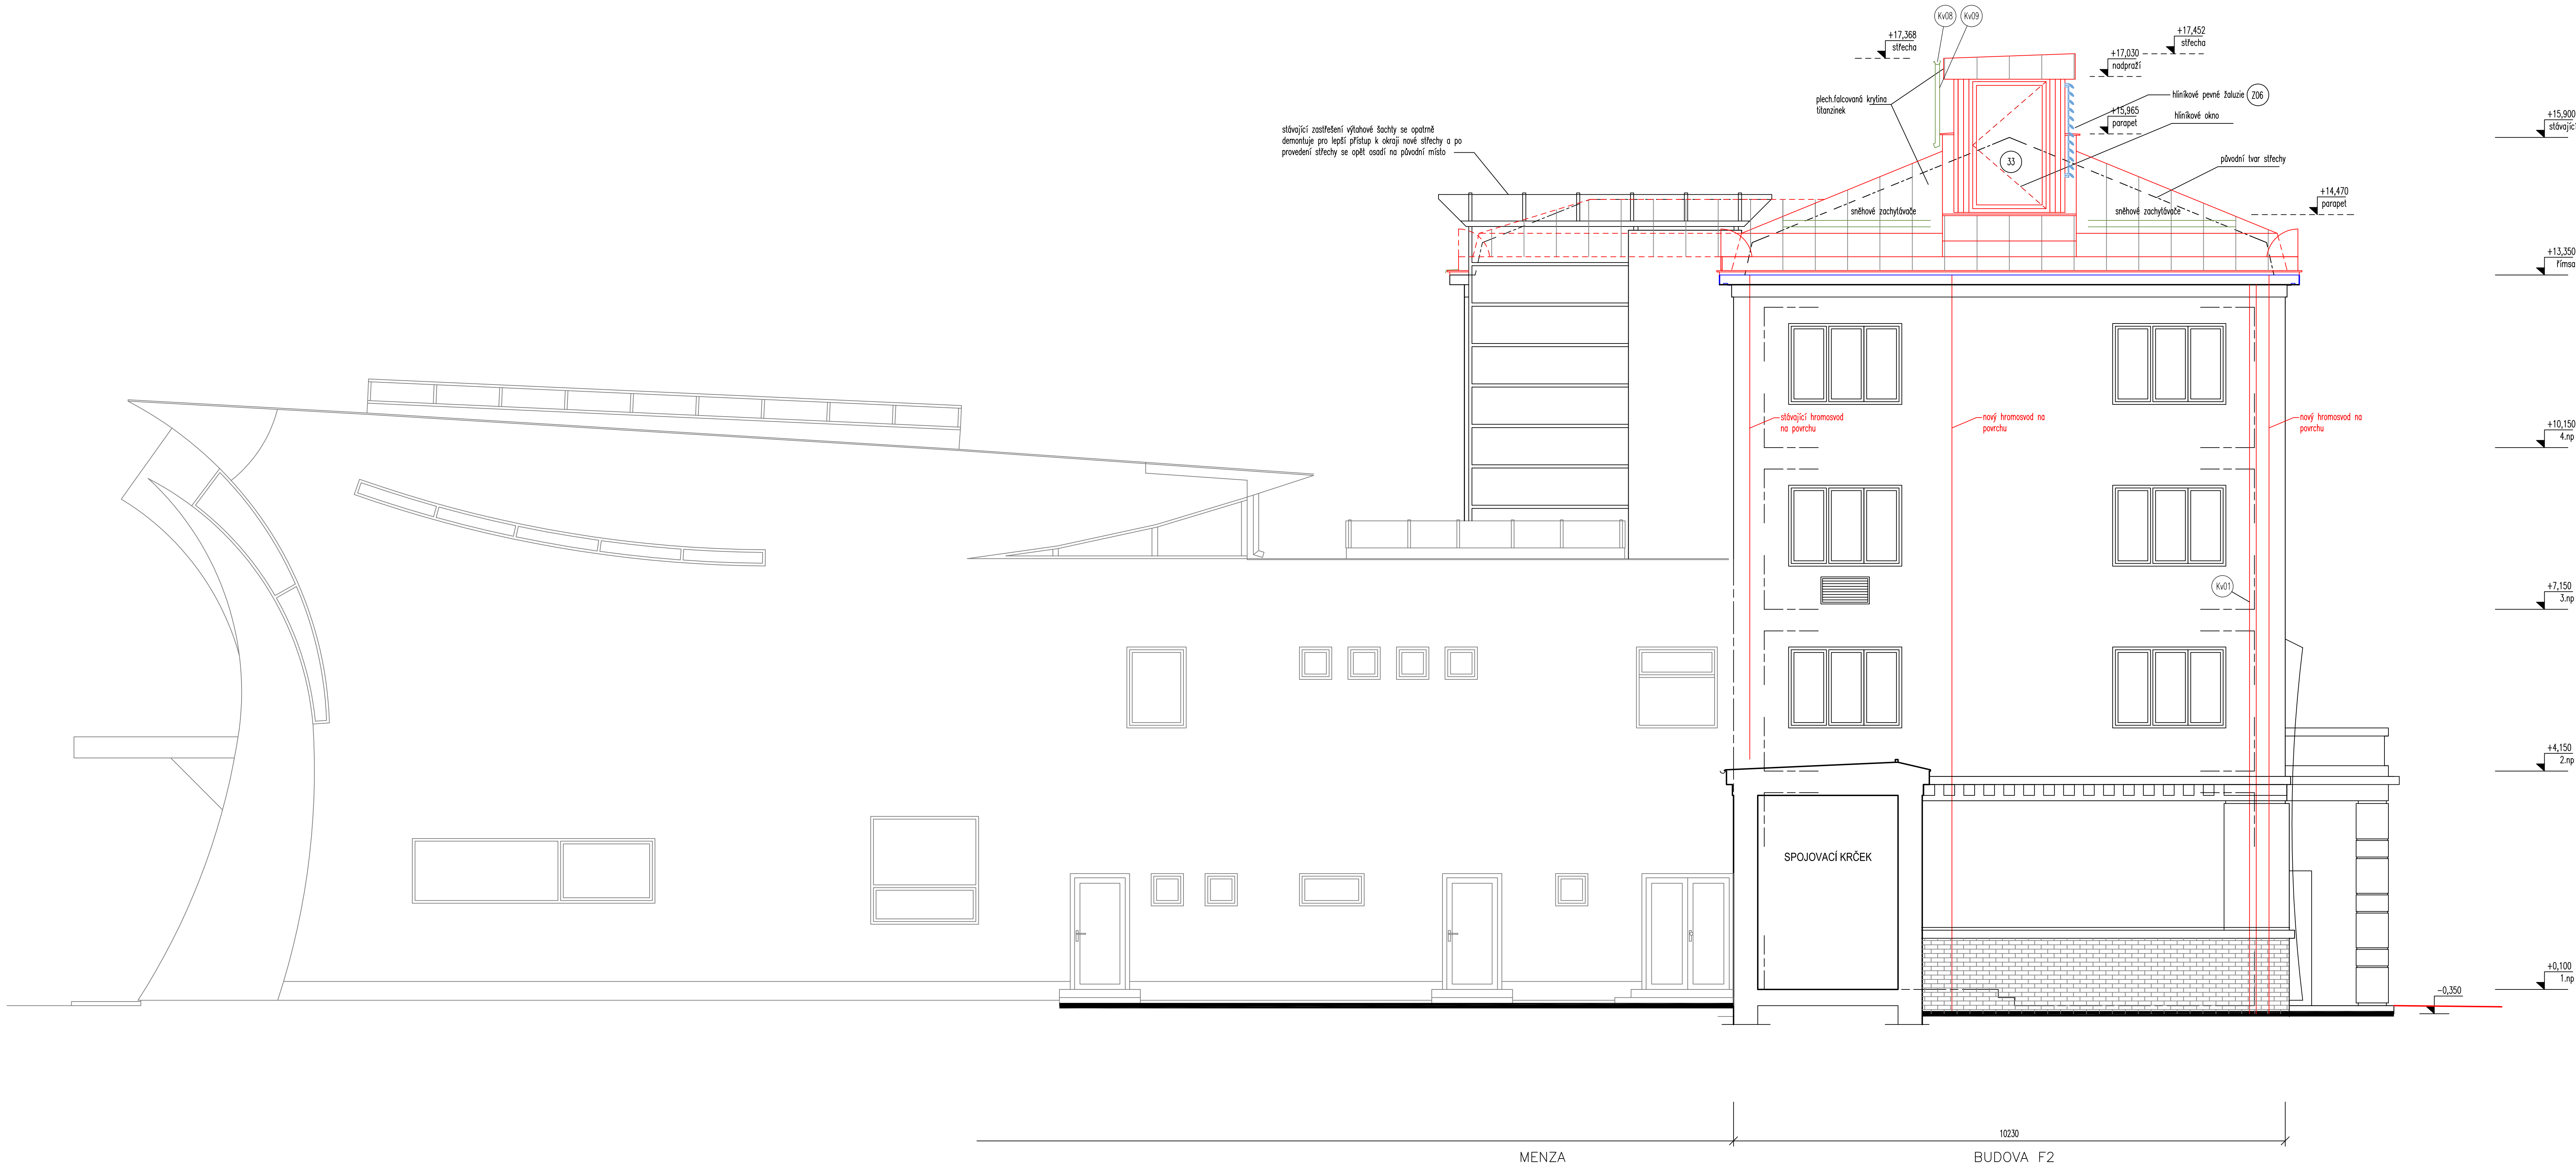 Kv08
Kv09
+17,368
střecha
+17,452
střecha
+17,030
nadpraží
plech.falcovaná krytina
titanzinek
hliníkové pevné žaluzie
Z06
+15,965
parapet
hliníkové okno
+15,900
stávající
stávající zastřešení výtahové šachty se opatrně
demontuje pro lepší přístup k okraji nové střechy a po
provedení střechy se opět osadí na původní místo
33
původní tvar střechy
+14,470
parapet
sněhové zachytávače
sněhové zachytávače
+13,350
římsa
stávající hromosvod
na povrchu
nový hromosvod na
povrchu
nový hromosvod na
povrchu
+10,150
4.np
Kv01
+7,150
3.np
+4,150
2.np
SPOJOVACÍ KRČEK
+0,100
1.np
-0,350
10230
MENZA
BUDOVA F2